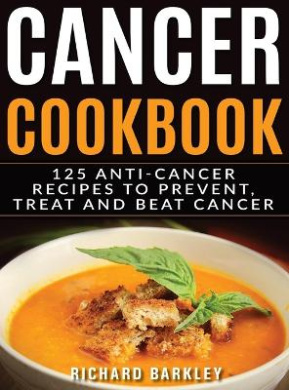 CANCER
COOKBOOK
125 ANTI-CANCER
RECIPES TO PREVENT,
TREAT AND BEAT CANCER
RICHARD BARKLEY